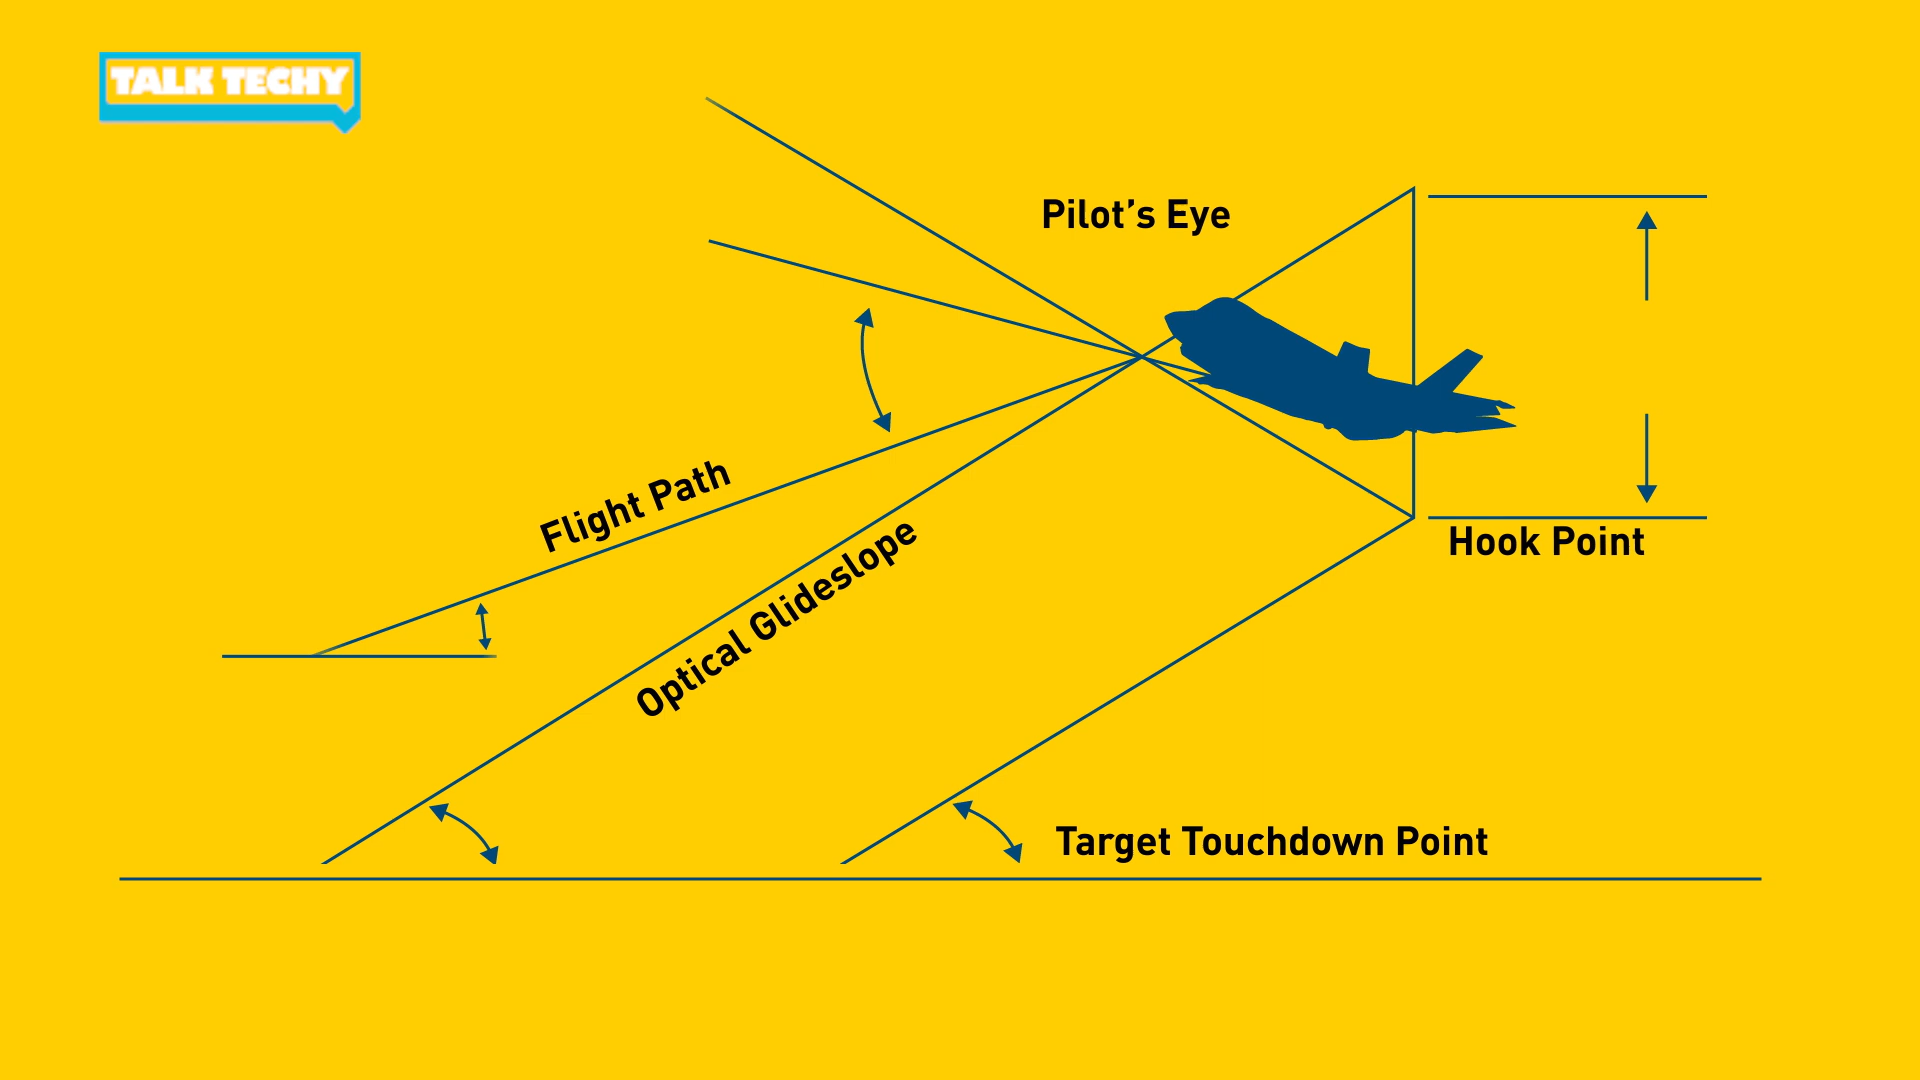 TALK TECHY
Pilot’s Eye
Flight Path
Optical Glideslope
Hook Point
Target Touchdown Point